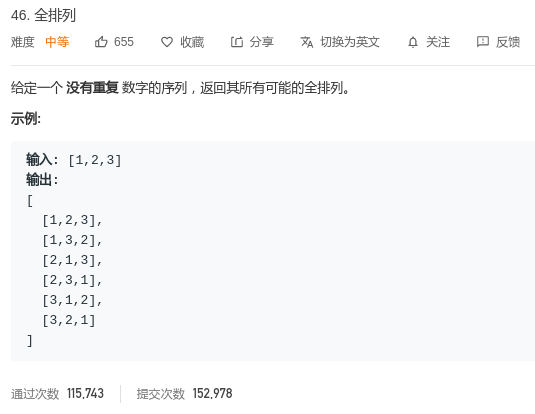 46. 全排列
难度 中等 655 收藏 分享 切换为英文 关注 反馈
给定一个 没有重复 数字的序列，返回其所有可能的全排列。
示例:
输入: [1,2,3]
输出:
[
  [1,2,3],
  [1,3,2],
  [2,1,3],
  [2,3,1],
  [3,1,2],
  [3,2,1]
]
通过次数 115,743 提交次数 152,978